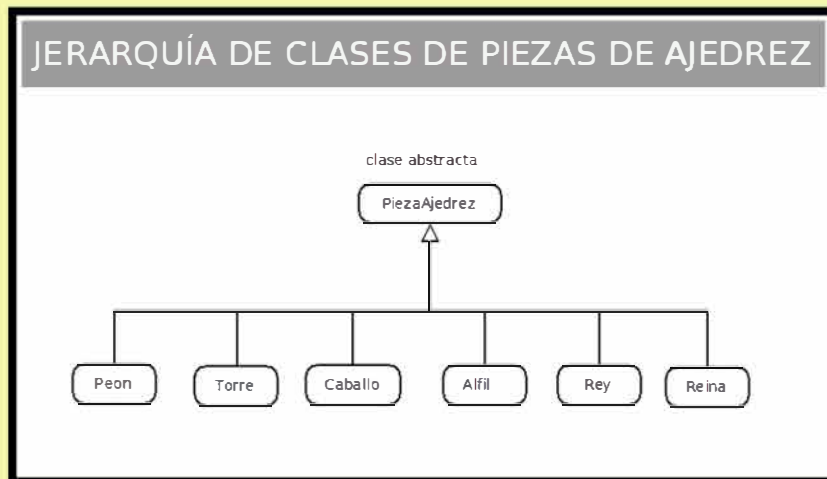 JERARQUÍA DE CLASES DE PIEZAS DE AJEDREZ
clase abstracta
PiezaAjedrez
Peon
Torre
Caballo
Alfil
Rey
Reina